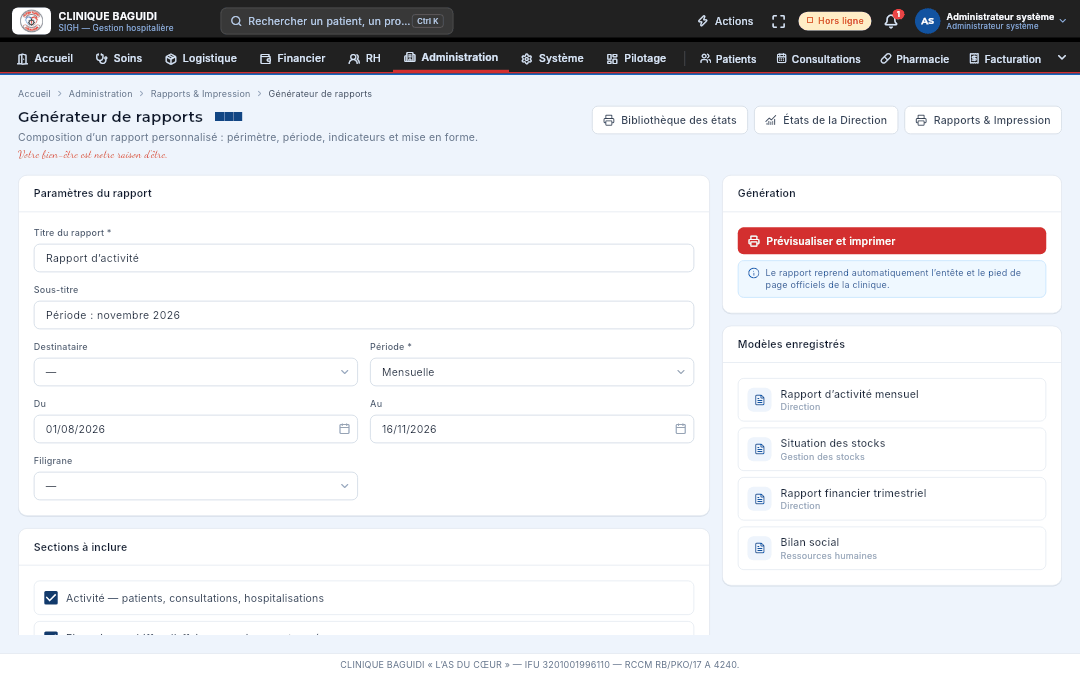 CLINIQUE BAGUIDI
SIGH — Gestion hospitalière
Rechercher un patient, un pro... Ctrl K
Actions
Hors ligne
1
AS
Administrateur système
Administrateur système
Accueil
Soins
Logistique
Financier
RH
Administration
Système
Pilotage
Patients
Consultations
Pharmacie
Facturation
Accueil > Administration > Rapports & Impression > Générateur de rapports
Générateur de rapports
Composition d'un rapport personnalisé : périmètre, période, indicateurs et mise en forme.
Votre bien-être est notre raison d'être.
Bibliothèque des états
États de la Direction
Rapports & Impression
Paramètres du rapport
Titre du rapport *
Rapport d'activité
Sous-titre
Période : novembre 2026
Destinataire
—
Période *
Mensuelle
Du
01/08/2026
Au
16/11/2026
Filigrane
—
Sections à inclure
Activité — patients, consultations, hospitalisations
Génération
Prévisualiser et imprimer
Le rapport reprend automatiquement l'entête et le pied de
page officiels de la clinique.
Modèles enregistrés
Rapport d'activité mensuel
Direction
Situation des stocks
Gestion des stocks
Rapport financier trimestriel
Direction
Bilan social
Ressources humaines
CLINIQUE BAGUIDI « L'AS DU CŒUR » — IFU 3201001996110 — RCCM RB/PKO/17 A 4240.